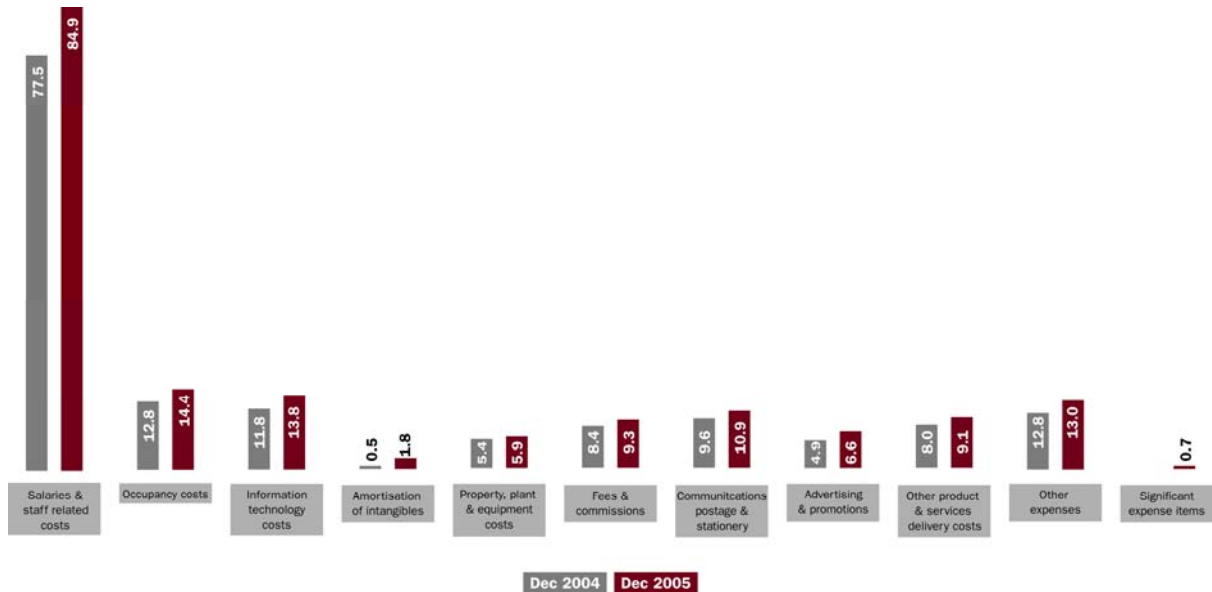 77.5
84.9
12.8
14.4
11.8
13.8
0.5
1.8
5.4
5.9
8.4
9.3
9.6
10.9
4.9
6.6
8.0
9.1
12.8
13.0
0.7
Salaries &
staff related
costs
Occupancy costs
Information
technology
costs
Amortisation
of intangibles
Property, plant
& equipment
costs
Fees &
commissions
Communitcations
postage &
stationery
Advertising
& promotions
Other product
& services
delivery costs
Other
expenses
Significant
expense items
Dec 2004
Dec 2005